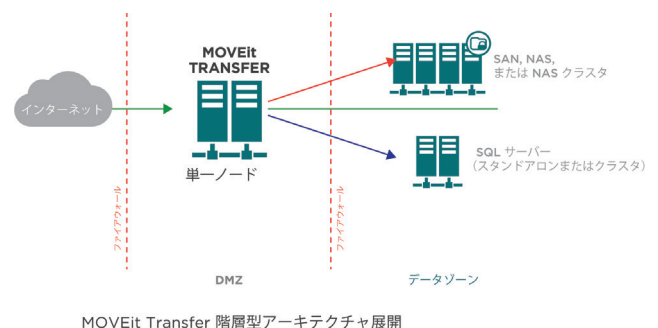 MOVEit
TRANSFER
SAN, NAS,
または NAS クラスタ
インターネット
SQL サーバー
(スタンドアロンまたはクラスタ)
単一ノード
ファイアウォール
ファイアウォール
DMZ
データゾーン
MOVEit Transfer 階層型アーキテクチャ展開